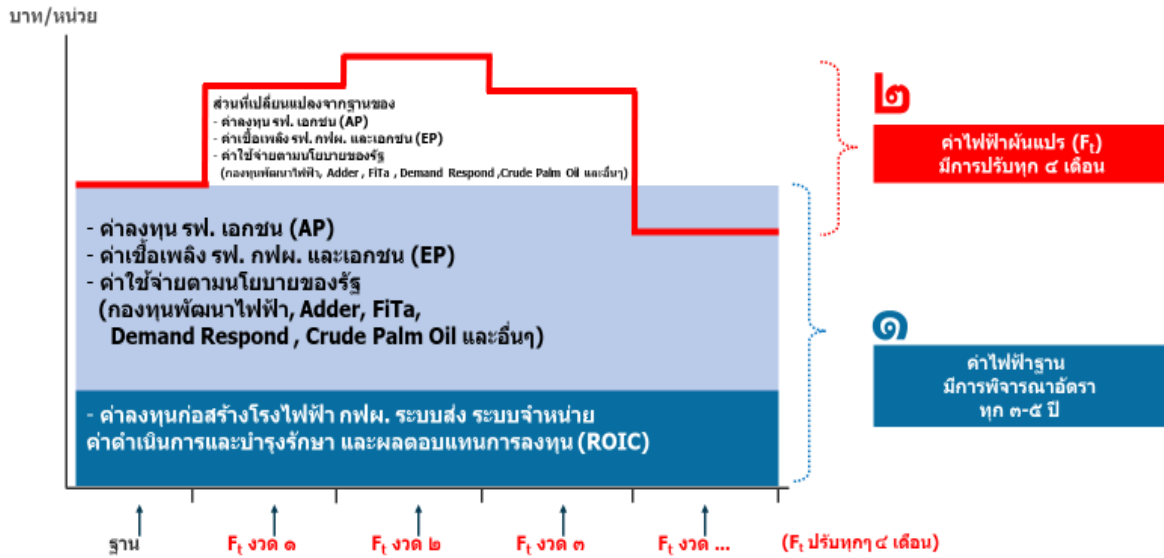 บาท/หน่วย
ส่วนที่เปลี่ยนแปลงจากฐานของ
- ค่าลงทุน รฟ. เอกชน (AP)
- ค่าเชื้อเพลิง รฟ. กฟผ. และเอกชน (EP)
- ค่าใช้จ่ายตามนโยบายของรัฐ
(กองทุนพัฒนาไฟฟ้า, Adder , FiTa , Demand Respond ,Crude Palm Oil และอื่นๆ)
๒
ค่าไฟฟ้าผันแปร (Ft)
มีการปรับทุก ๔ เดือน
- ค่าลงทุน รฟ. เอกชน (AP)
- ค่าเชื้อเพลิง รฟ. กฟผ. และเอกชน (EP)
- ค่าใช้จ่ายตามนโยบายของรัฐ
(กองทุนพัฒนาไฟฟ้า, Adder, FiTa,
Demand Respond , Crude Palm Oil และอื่นๆ)
๑
ค่าไฟฟ้าฐาน
มีการพิจารณาอัตรา
ทุก ๓-๕ ปี
- ค่าลงทุนก่อสร้างโรงไฟฟ้า กฟผ. ระบบส่ง ระบบจำหน่าย
ค่าดำเนินการและบำรุงรักษา และผลตอบแทนการลงทุน (ROIC)
ฐาน
Ft งวด ๑
Ft งวด ๒
Ft งวด ๓
Ft งวด ...
(Ft ปรับทุกๆ ๔ เดือน)